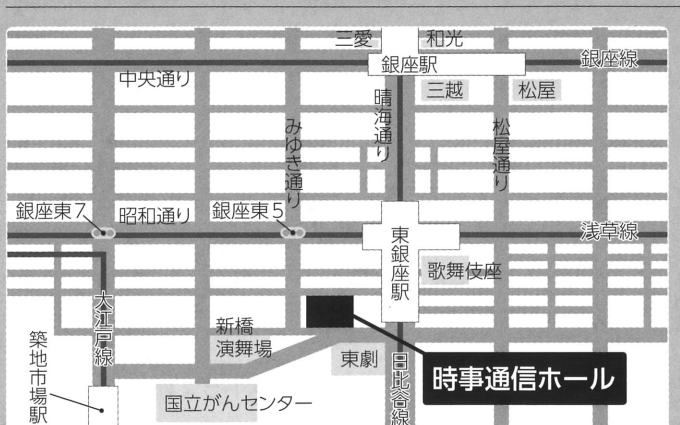 三愛
和光
銀座駅
銀座線
中央通り
三越
松屋
晴海通り
みゆき通り
松屋通り
銀座東7
昭和通り
銀座東5
浅草線
東銀座駅
歌舞伎座
大江戸線
新橋
演舞場
築地市場駅
東劇
日比谷線
時事通信ホール
国立がんセンター